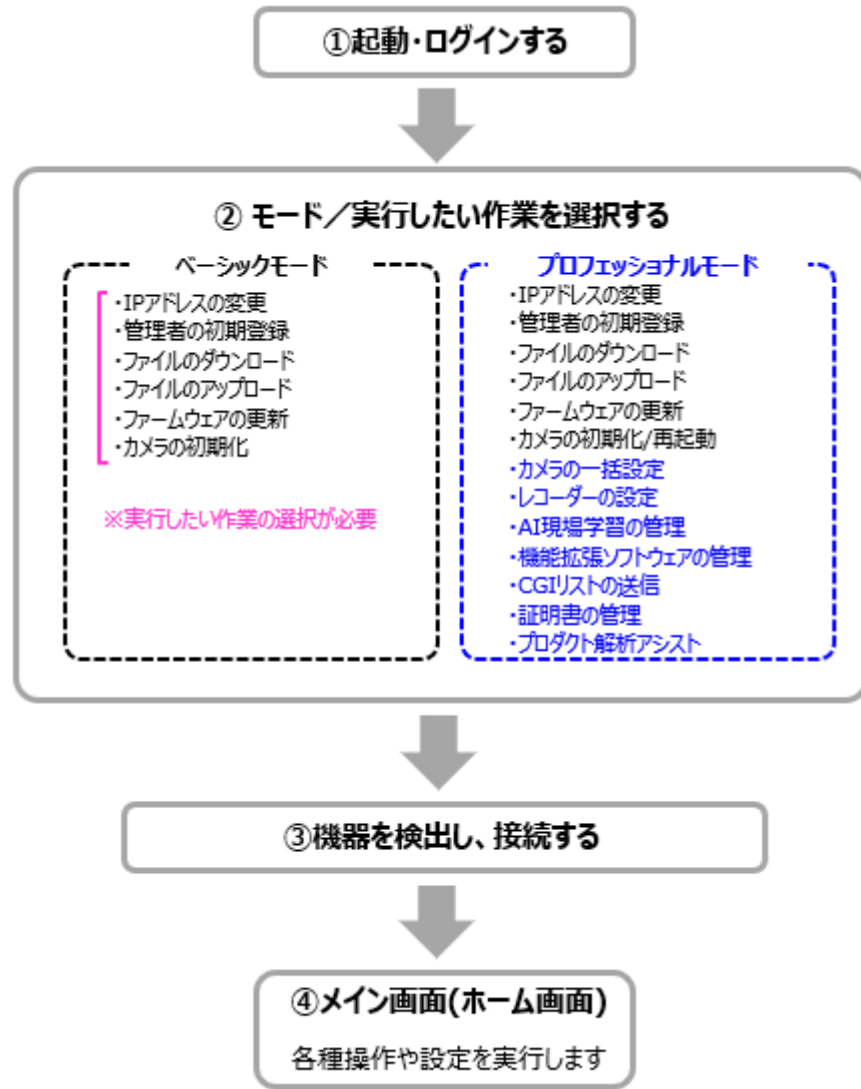 ①起動・ログインする
② モード／実行したい作業を選択する
ベーシックモード
・IPアドレスの変更
・管理者の初期登録
・ファイルのダウンロード
・ファイルのアップロード
・ファームウェアの更新
・カメラの初期化
※実行したい作業の選択が必要
プロフェッショナルモード
・IPアドレスの変更
・管理者の初期登録
・ファイルのダウンロード
・ファイルのアップロード
・ファームウェアの更新
・カメラの初期化/再起動
・カメラの一括設定
・レコーダーの設定
・AI現場学習の管理
・機能拡張ソフトウェアの管理
・CGIリストの送信
・証明書の管理
・プロダクト解析アシスト
③機器を検出し、接続する
④メイン画面(ホーム画面)
各種操作や設定を実行します